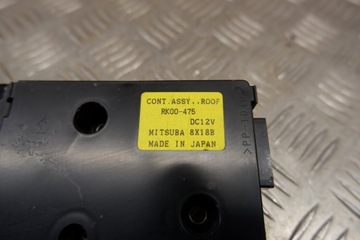 CONT.ASSY..ROOF
RK00-475
DC12V
MITSUBA 8X18B
MADE IN JAPAN